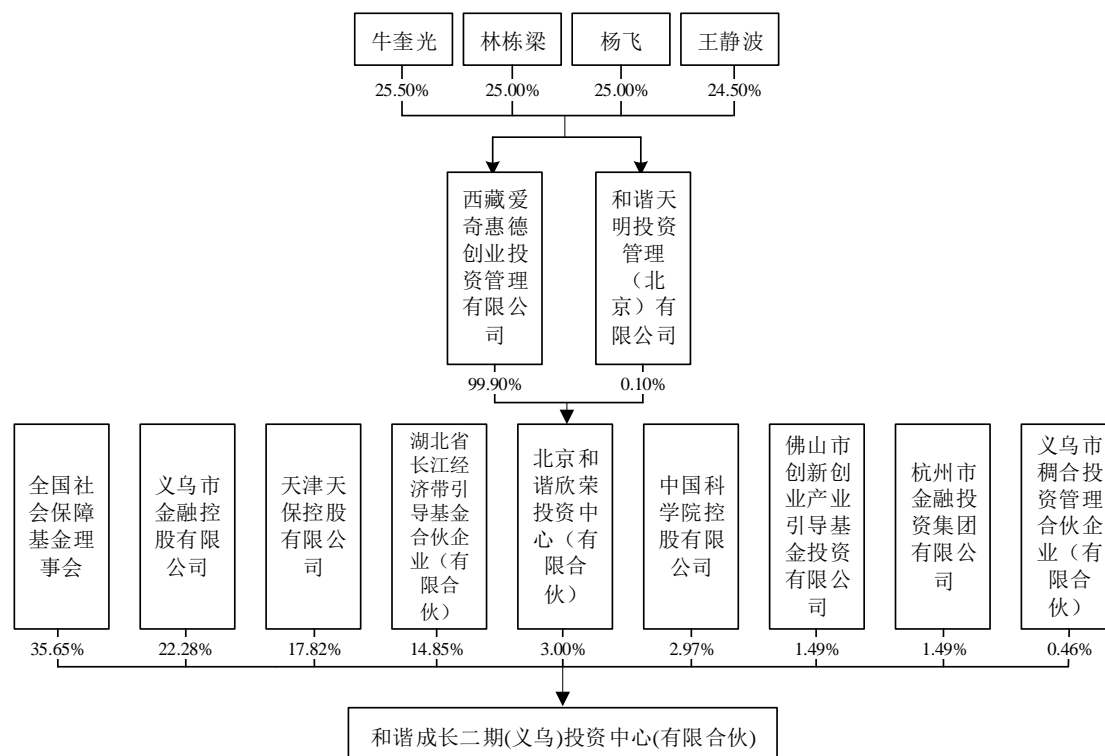 牛奎光
林栋梁
杨飞
王静波
25.50%
25.00%
25.00%
24.50%
西藏爱
奇惠德
创业投
资管理
有限公
司
和谐天
明投资
管理
（北
京）有
限公司
99.90%
0.10%
全国社
会保障
基金理
事会
义乌市
金融控
股有限
公司
天津天
保控股
有限公
司
湖北省
长江经
济带引
导基金
合伙企
业（有
限合伙）
北京和
谐欣荣
投资中
心（有
限合
伙）
中国科
学院控
股有限
公司
佛山市
创新创
业产业
引导基
金投资
有限公
司
杭州市
金融投
资集团
有限公
司
义乌市
稠合投
资管理
合伙企
业（有
限合
伙）
35.65%
22.28%
17.82%
14.85%
3.00%
2.97%
1.49%
1.49%
0.46%
和谐成长二期(义乌)投资中心(有限合伙)